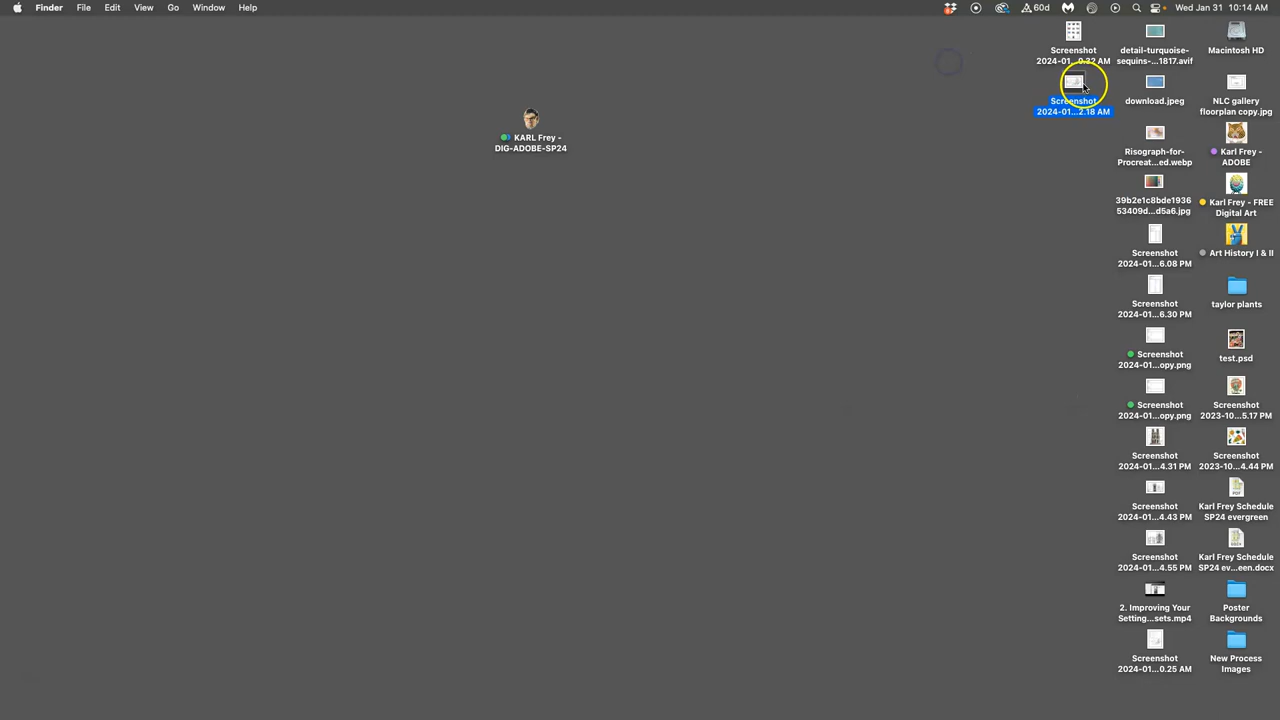 Finder File Edit View Go Window Help
60d
Wed Jan 31 10:14 AM
Screenshot
2024-01...0.32 AM
detail-turquoise-
sequins-...1817.avif
Macintosh HD
Screenshot
2024-01...2.18 AM
download.jpeg
NLC gallery
floorplan copy.jpg
KARL Frey -
DIG-ADOBE-SP24
Risograph-for-
Procreat...ed.webp
Karl Frey -
ADOBE
39b2e1c8bde1936
53409d...d5a6.jpg
Karl Frey - FREE
Digital Art
Screenshot
2024-01...6.08 PM
Art History I & II
Screenshot
2024-01...6.30 PM
taylor plants
Screenshot
2024-01...opy.png
test.psd
Screenshot
2024-01...opy.png
Screenshot
2023-10...5.17 PM
Screenshot
2024-01...4.31 PM
Screenshot
2023-10...4.44 PM
Screenshot
2024-01...4.43 PM
Karl Frey Schedule
SP24 evergreen
Screenshot
2024-01...4.55 PM
Karl Frey Schedule
SP24 ev...een.docx
2. Improving Your
Setting...sets.mp4
Poster
Backgrounds
Screenshot
2024-01...0.25 AM
New Process
Images